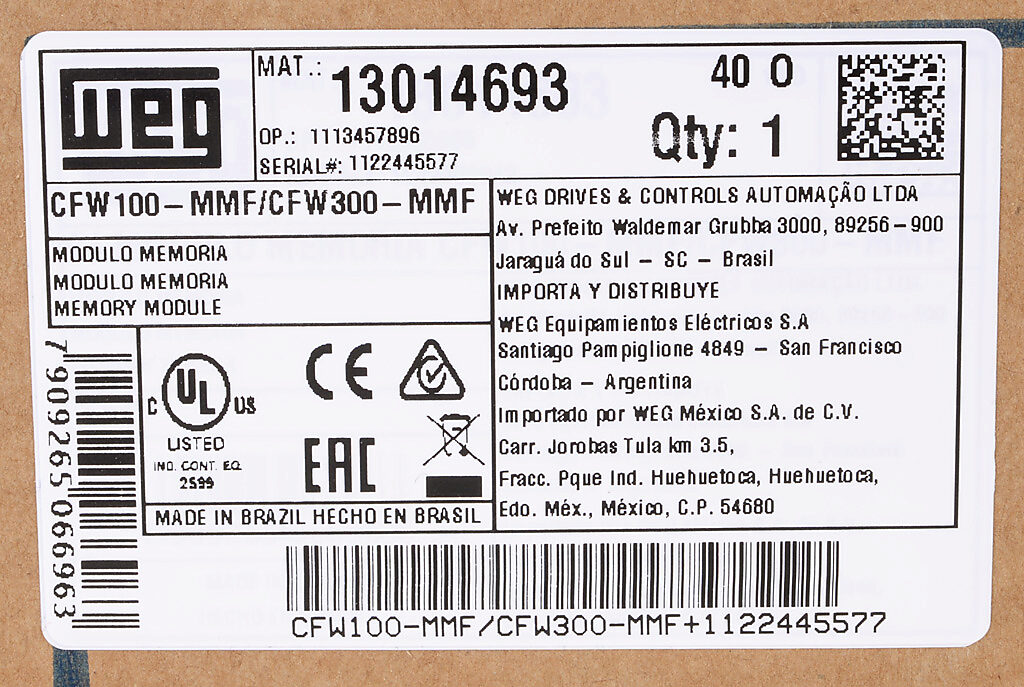 weg
MAT.: 13014693
40 0
OP.: 1113457896
SERIAL#: 1122445577
Qty: 1
CFW100-MMF/CFW300-MMF
MODULO MEMORIA
MODULO MEMORIA
MEMORY MODULE
WEG DRIVES & CONTROLS AUTOMAÇÃO LTDA
Av. Prefeito Waldemar Grubba 3000, 89256-900
Jaraguá do Sul - SC - Brasil
IMPORTA Y DISTRIBUYE
WEG Equipamientos Eléctricos S.A
Santiago Pampiglione 4849 - San Francisco
Córdoba - Argentina
Importado por WEG México S.A. de C.V.
Carr. Jorobas Tula km 3.5,
Fracc. Pque Ind. Huehuetoca, Huehuetoca,
Edo. Méx., México, C.P. 54680
7909265066963
C UL US
LISTED
IND. CONT. EQ.
2S99
CE
EAC
MADE IN BRAZIL HECHO EN BRASIL
CFW100-MMF/CFW300-MMF+1122445577